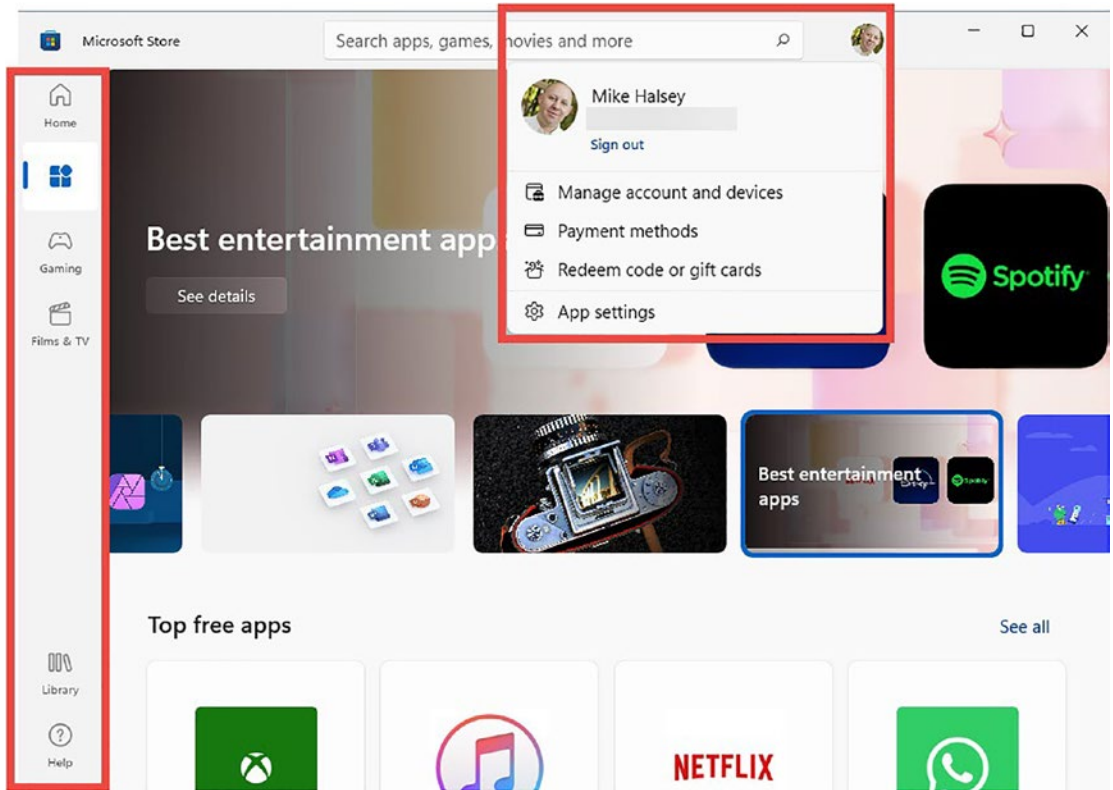 Microsoft Store
Search apps, games, movies and more
Mike Halsey
Sign out
Manage account and devices
Payment methods
Redeem code or gift cards
App settings
Home
Gaming
Films & TV
Library
Help
Best entertainment app
See details
Spotify
Best entertainment
apps
Spotify
Top free apps
See all
NETFLIX